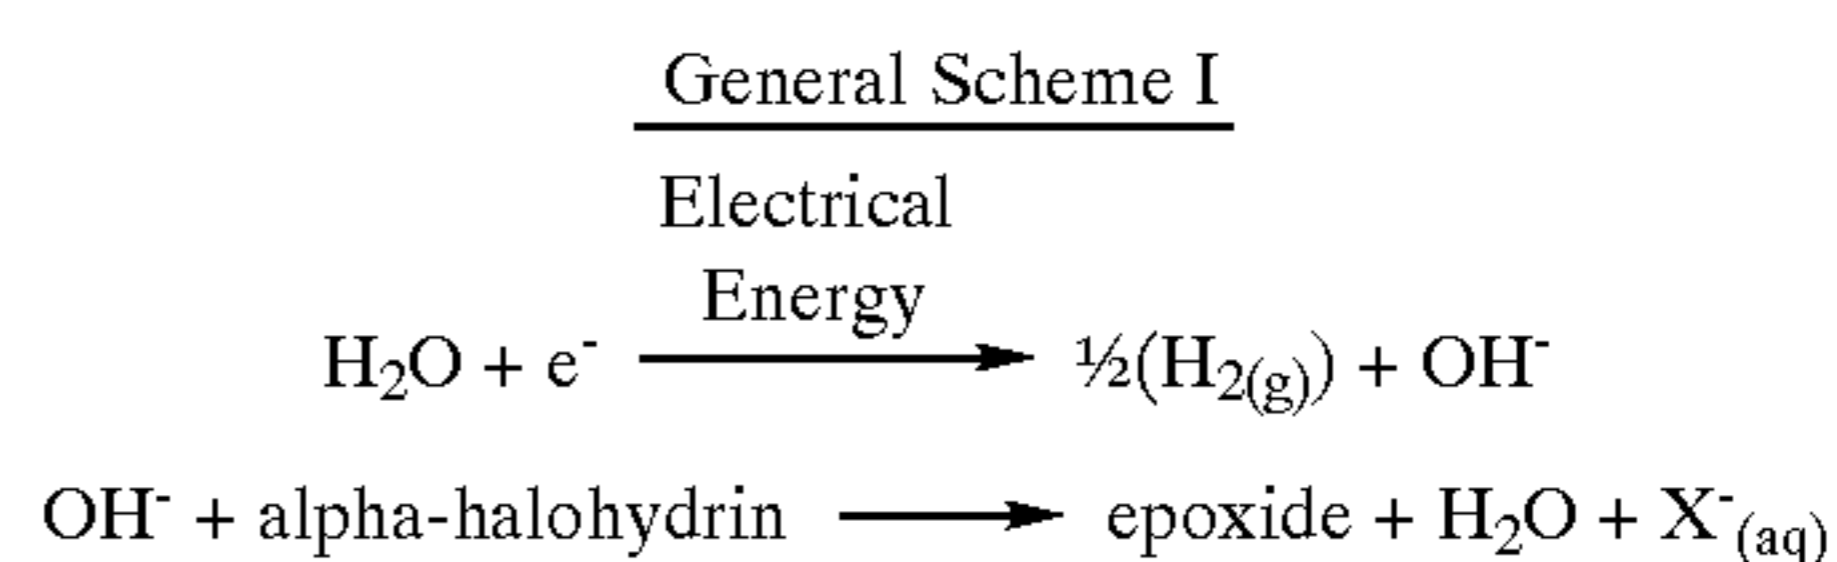 General Scheme I
Electrical
Energy
H₂O + e⁻ ⟶ ½(H₂₍g₎) + OH⁻
OH⁻ + alpha-halohydrin ⟶ epoxide + H₂O + X⁻₍aq₎